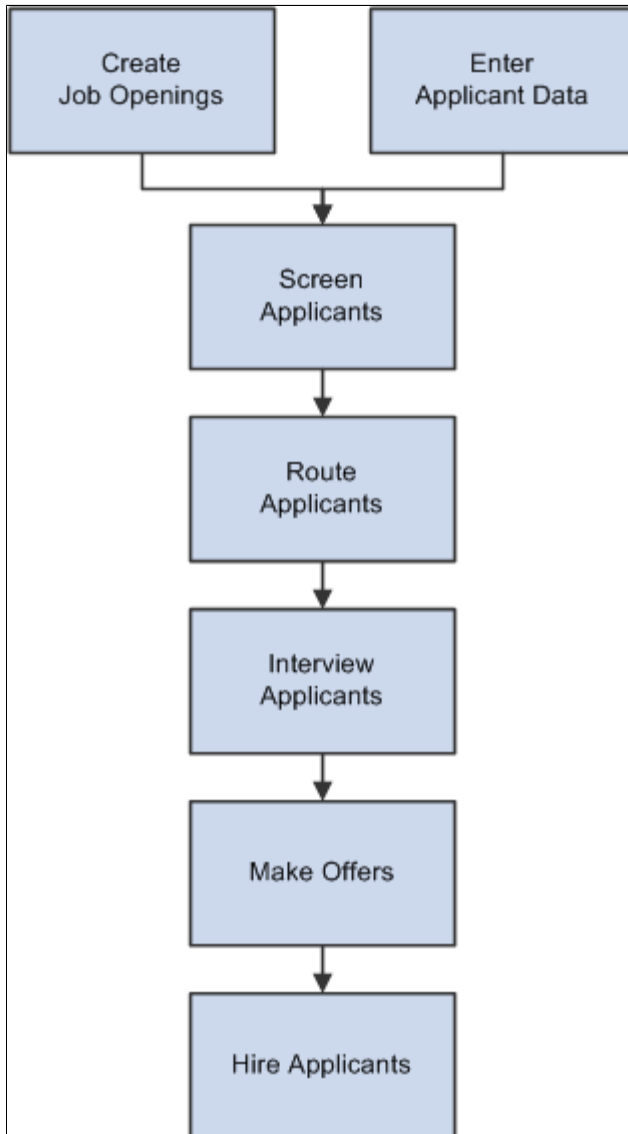 Create
Job Openings
Enter
Applicant Data
Screen
Applicants
Route
Applicants
Interview
Applicants
Make Offers
Hire Applicants